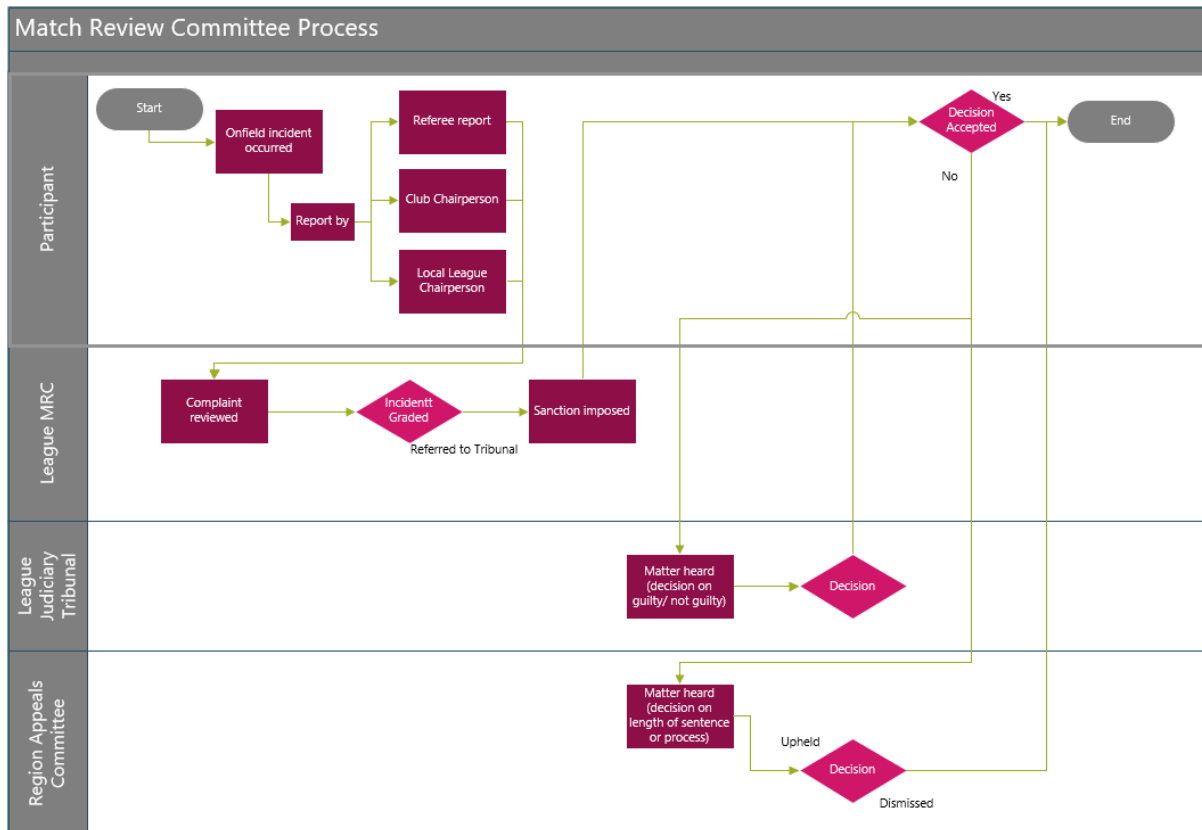 Match Review Committee Process
Participant
Start
Onfield incident
occurred
Report by
Referee report
Club Chairperson
Local League
Chairperson
Decision
Accepted
Yes
No
End
League MRC
Complaint
reviewed
Incidentt
Graded
Referred to Tribunal
Sanction imposed
League
Judiciary
Tribunal
Matter heard
(decision on
guilty/ not guilty)
Decision
Region Appeals
Committee
Matter heard
(decision on
length of sentence
or process)
Upheld
Decision
Dismissed